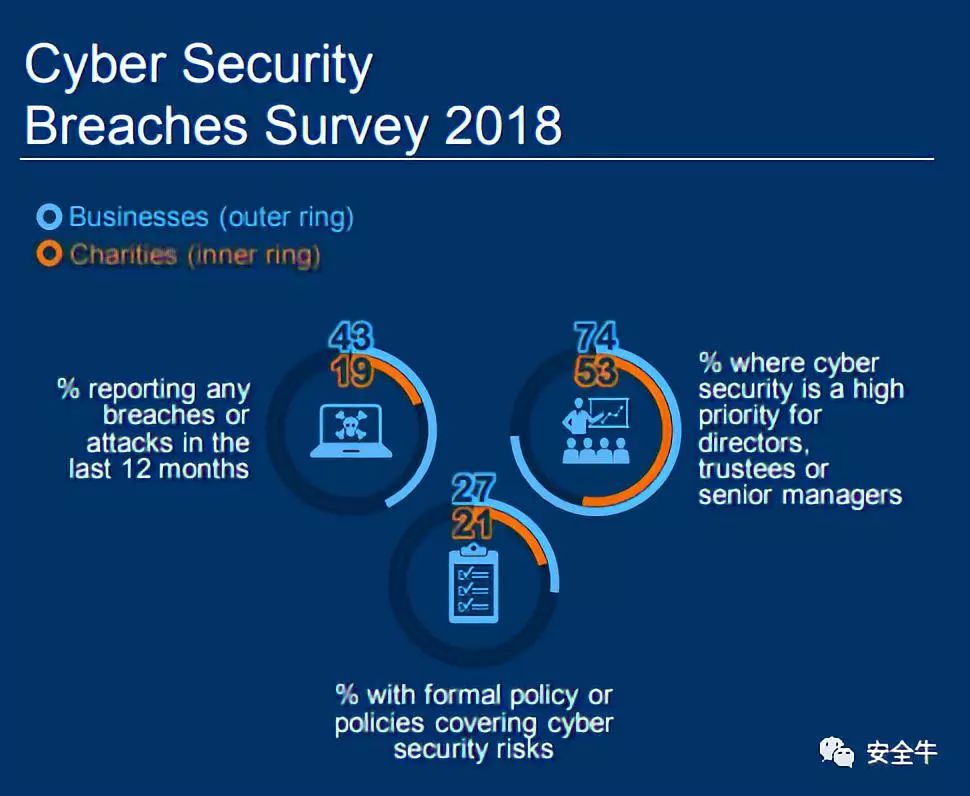 Cyber Security
Breaches Survey 2018
Businesses (outer ring)
Charities (inner ring)
43
19
% reporting any
breaches or
attacks in the
last 12 months
74
53
% where cyber
security is a high
priority for
directors,
trustees or
senior managers
27
21
% with formal policy or
policies covering cyber
security risks
安全牛